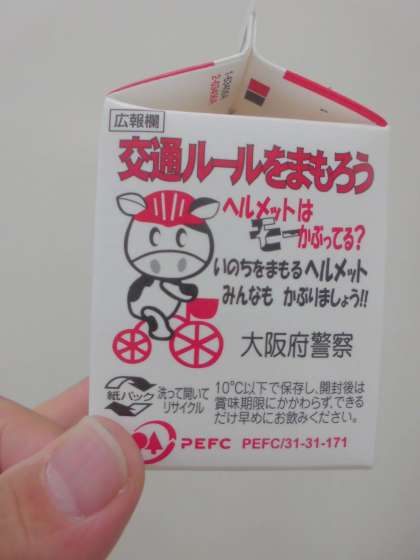 広報欄
交通ルールをまもろう
ヘルメットは
モーかぶってる?
いのちをまもるヘルメット
みんなも かぶりましょう!!
大阪府警察
紙パック
洗って開いて
リサイクル
10℃以下で保存し、開封後は
賞味期限にかかわらず、できる
だけ早めにお飲みください。
PEFC PEFC/31-31-171